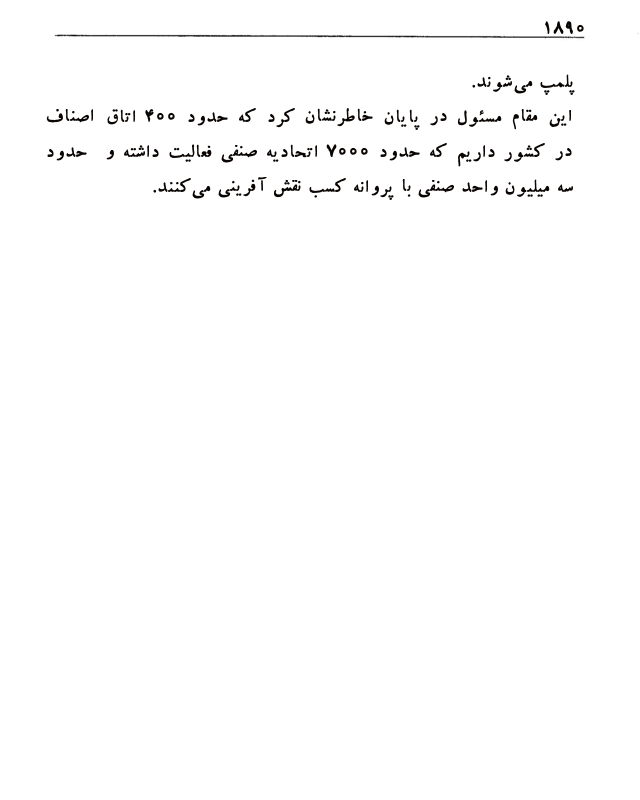 ۱۸۹۰
پلمپ می‌شوند.
این مقام مسئول در پایان خاطرنشان کرد که حدود ۴۰۰ اتاق اصناف
در کشور داریم که حدود ۷۰۰۰ اتحادیه صنفی فعالیت داشته و حدود
سه میلیون واحد صنفی با پروانه کسب نقش آفرینی می‌کنند.